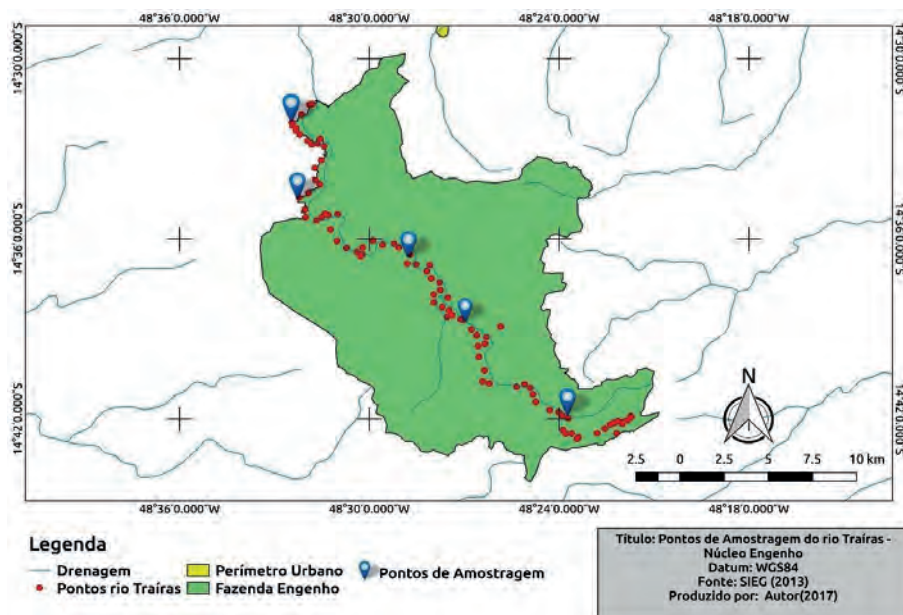 48°36'0.000"W 48°30'0.000"W 48°24'0.000"W 48°18'0.000"W
14°30'0.000"S 14°30'0.000"S
14°36'0.000"S 14°36'0.000"S
14°42'0.000"S 14°42'0.000"S
N
2.5 0 2.5 5 7.5 10 km
48°36'0.000"W 48°30'0.000"W 48°24'0.000"W 48°18'0.000"W
Legenda
Drenagem Perímetro Urbano Pontos de Amostragem
Pontos rio Traíras Fazenda Engenho
Título: Pontos de Amostragem do rio Traíras -
Núcleo Engenho
Datum: WGS84
Fonte: SIEG (2013)
Produzido por: Autor(2017)